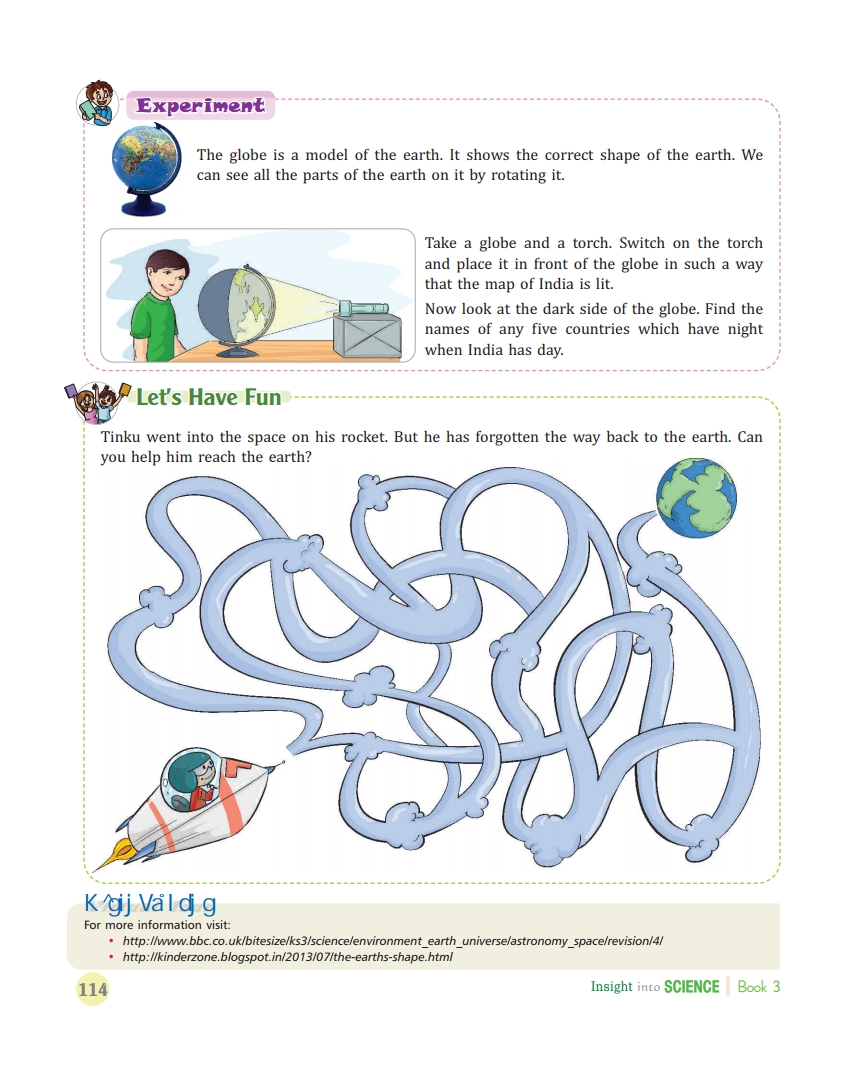 Experiment
The globe is a model of the earth. It shows the correct shape of the earth. We
can see all the parts of the earth on it by rotating it.
Take a globe and a torch. Switch on the torch
and place it in front of the globe in such a way
that the map of India is lit.
Now look at the dark side of the globe. Find the
names of any five countries which have night
when India has day.
Let's Have Fun
Tinku went into the space on his rocket. But he has forgotten the way back to the earth. Can
you help him reach the earth?
For more information visit:
• http://www.bbc.co.uk/bitesize/ks3/science/environment_earth_universe/astronomy_space/revision/4/
• http://kinderzone.blogspot.in/2013/07/the-earths-shape.html
114
Insight into SCIENCE Book 3